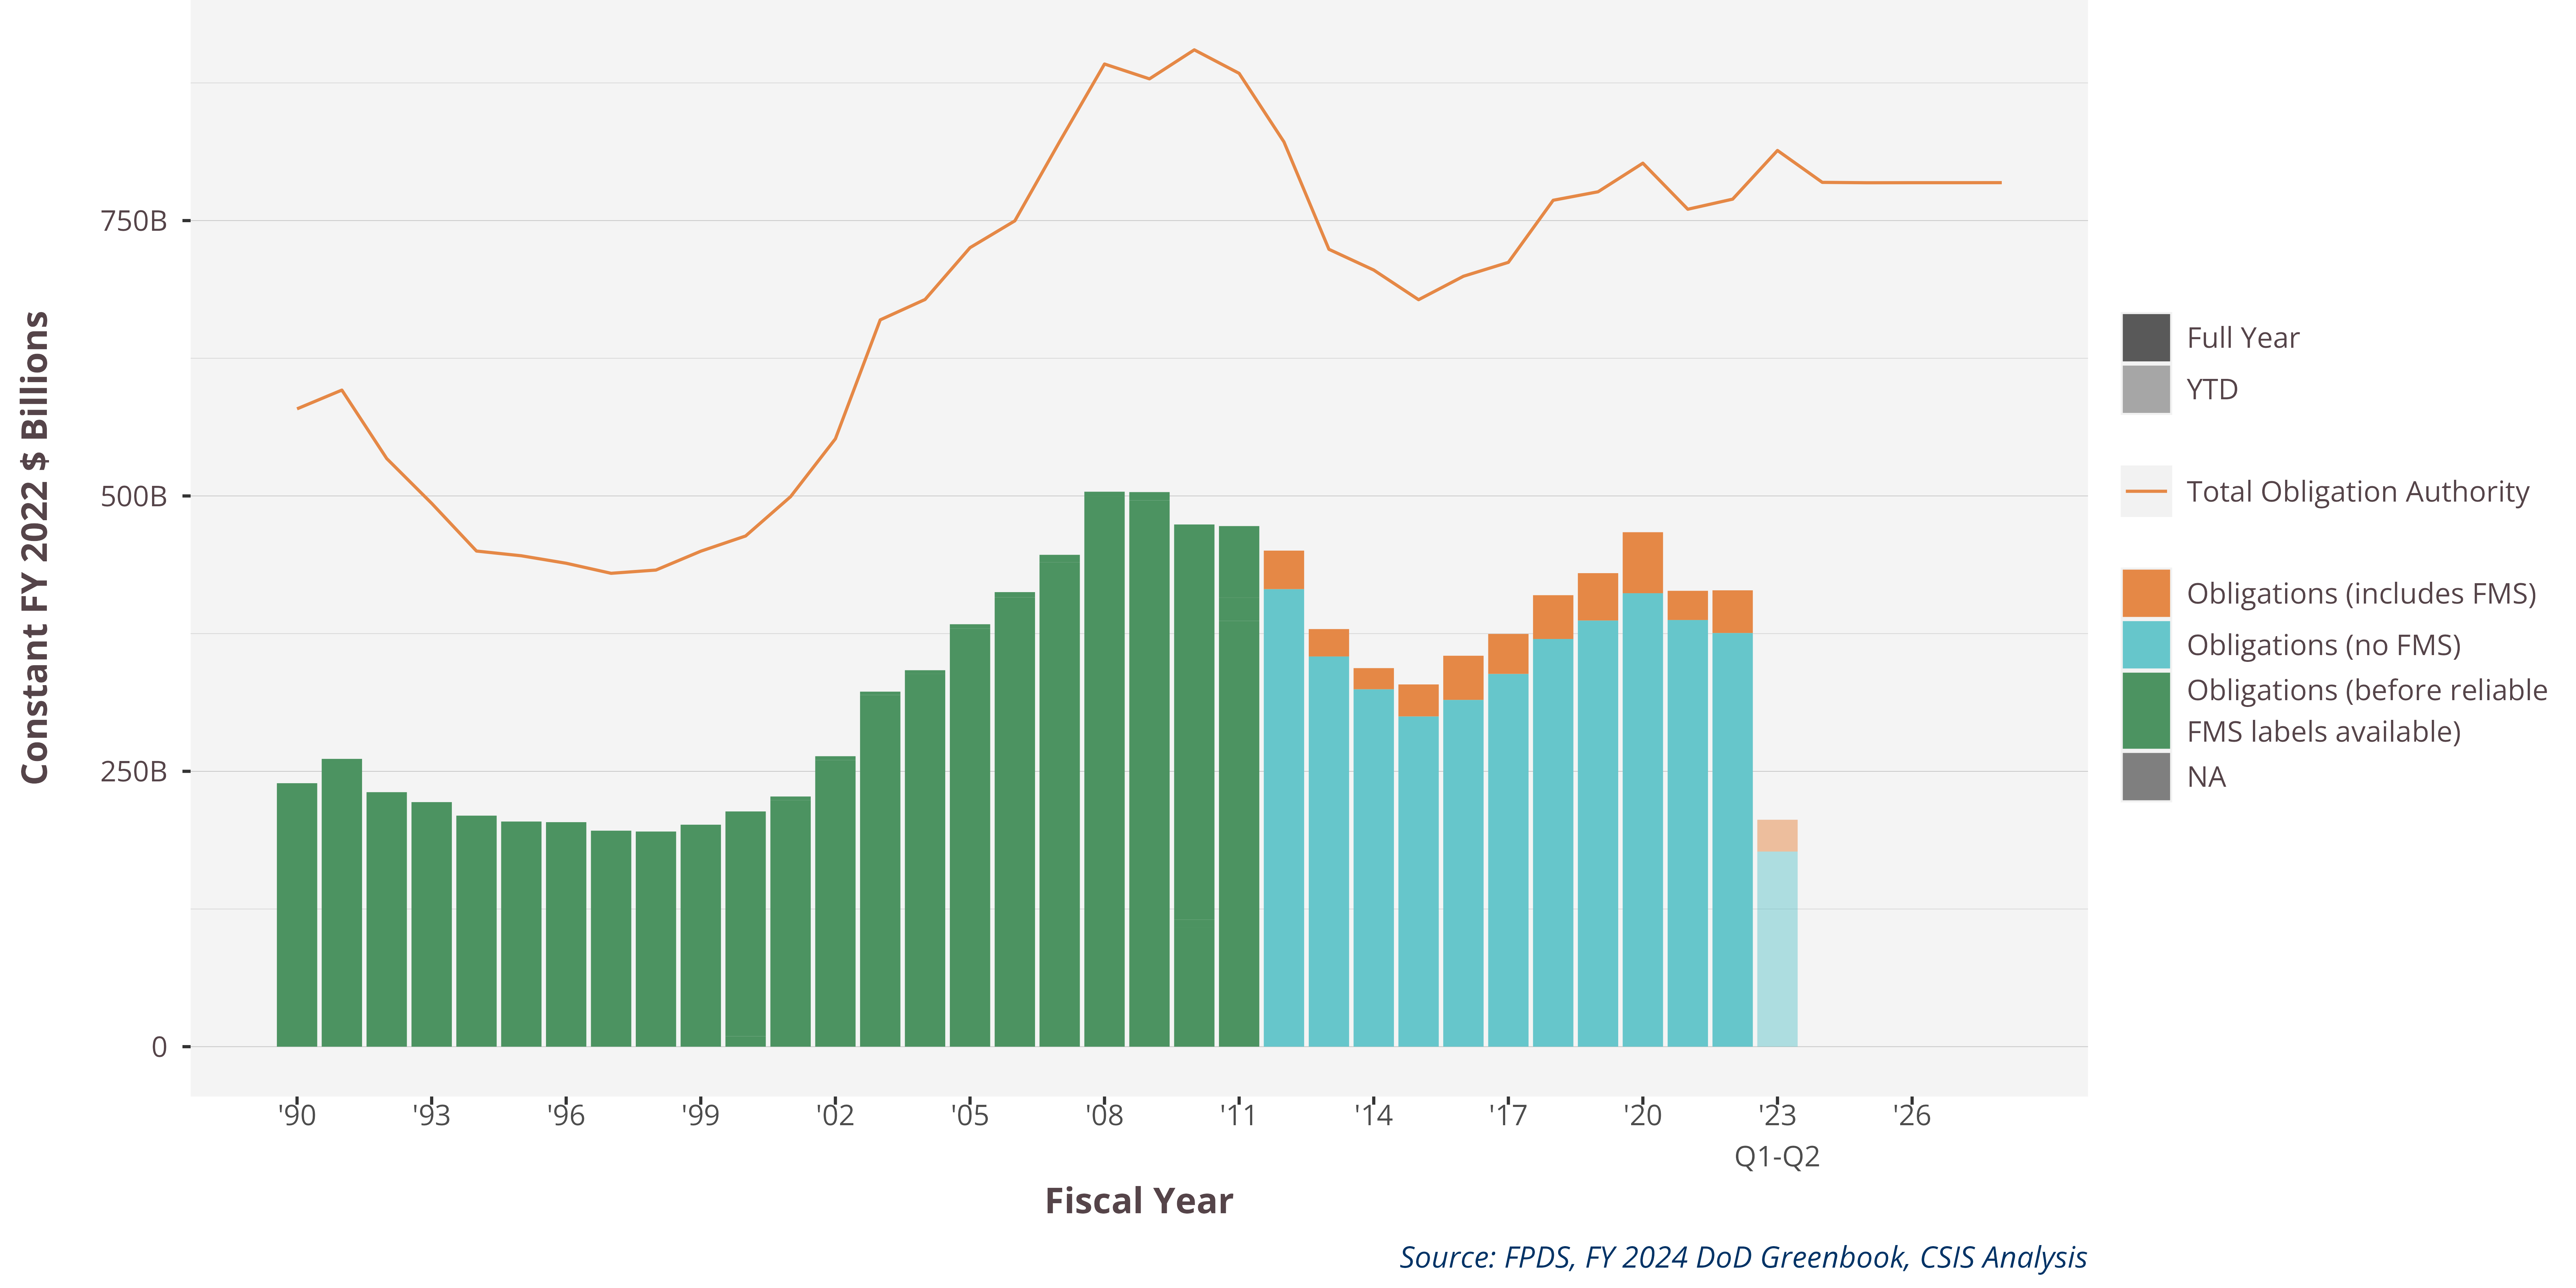 Constant FY 2022 $ Billions
750B
500B
250B
0
'90
'93
'96
'99
'02
'05
'08
'11
'14
'17
'20
'23
Q1-Q2
'26
Fiscal Year
Full Year
YTD
Total Obligation Authority
Obligations (includes FMS)
Obligations (no FMS)
Obligations (before reliable
FMS labels available)
NA
Source: FPDS, FY 2024 DoD Greenbook, CSIS Analysis